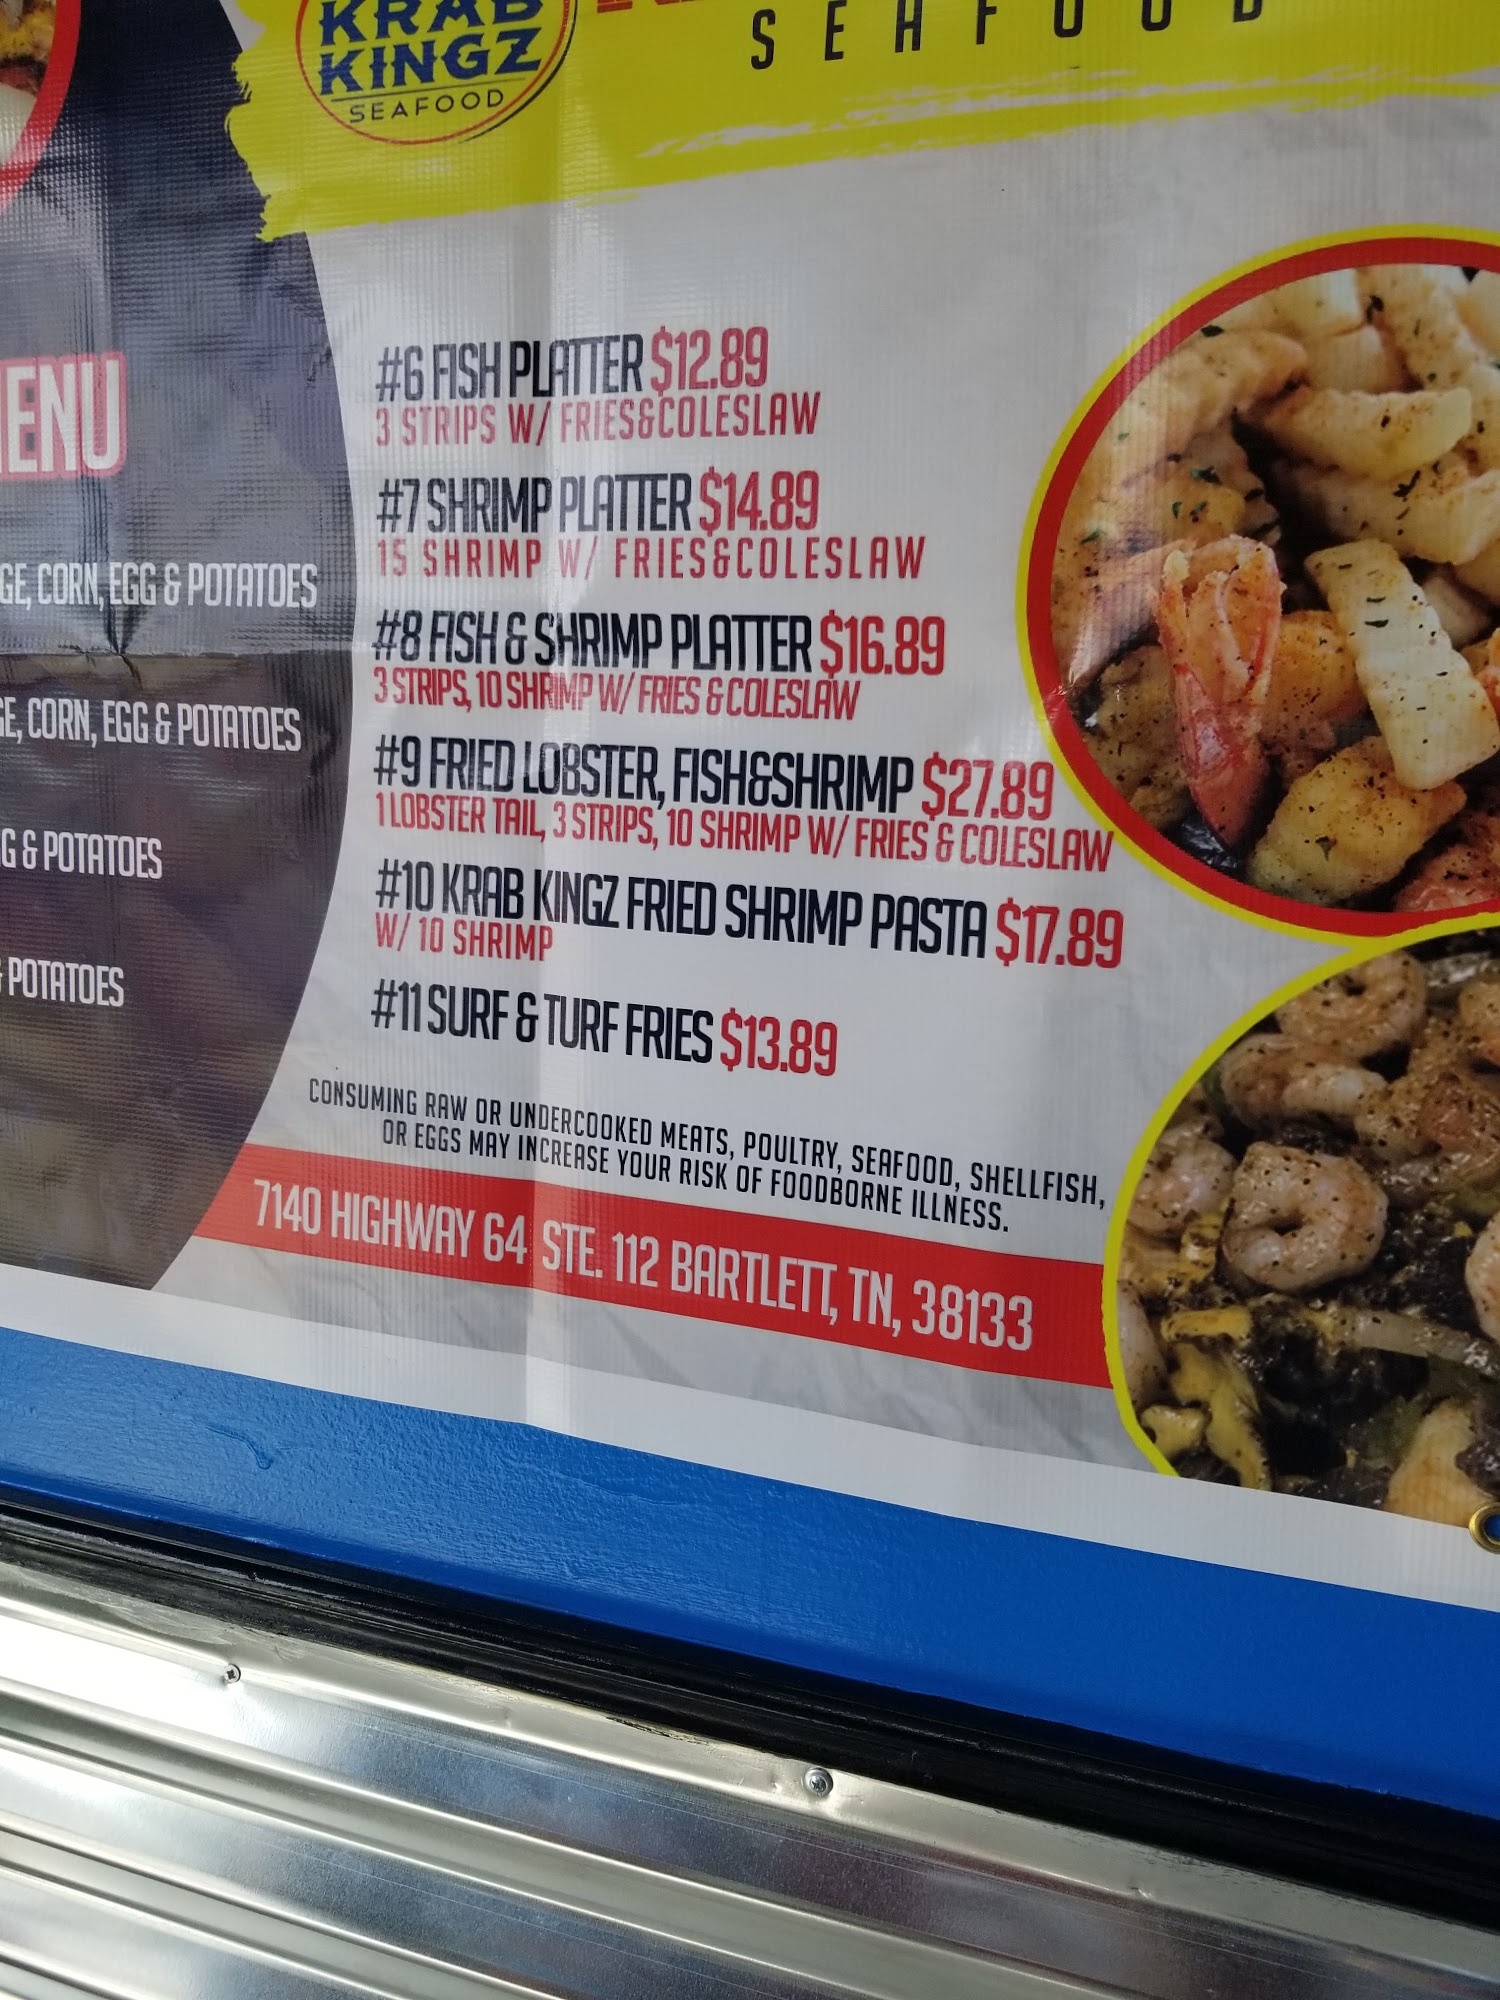 KRAB
KINGZ
SEAFOOD
SEAFOOD
ENU
CORN, EGG & POTATOES
CORN, EGG & POTATOES
& POTATOES
POTATOES
#6 FISH PLATTER $12.89
3 STRIPS W/ FRIES&COLESLAW
#7 SHRIMP PLATTER $14.89
15 SHRIMP W/ FRIES&COLESLAW
#8 FISH & SHRIMP PLATTER $16.89
3 STRIPS, 10 SHRIMP W/ FRIES & COLESLAW
#9 FRIED LOBSTER, FISH&SHRIMP $27.89
1 LOBSTER TAIL, 3 STRIPS, 10 SHRIMP W/ FRIES & COLESLAW
#10 KRAB KINGZ FRIED SHRIMP PASTA $17.89
W/ 10 SHRIMP
#11 SURF & TURF FRIES $13.89
CONSUMING RAW OR UNDERCOOKED MEATS, POULTRY, SEAFOOD, SHELLFISH,
OR EGGS MAY INCREASE YOUR RISK OF FOODBORNE ILLNESS.
7140 HIGHWAY 64 STE. 112 BARTLETT, TN, 38133